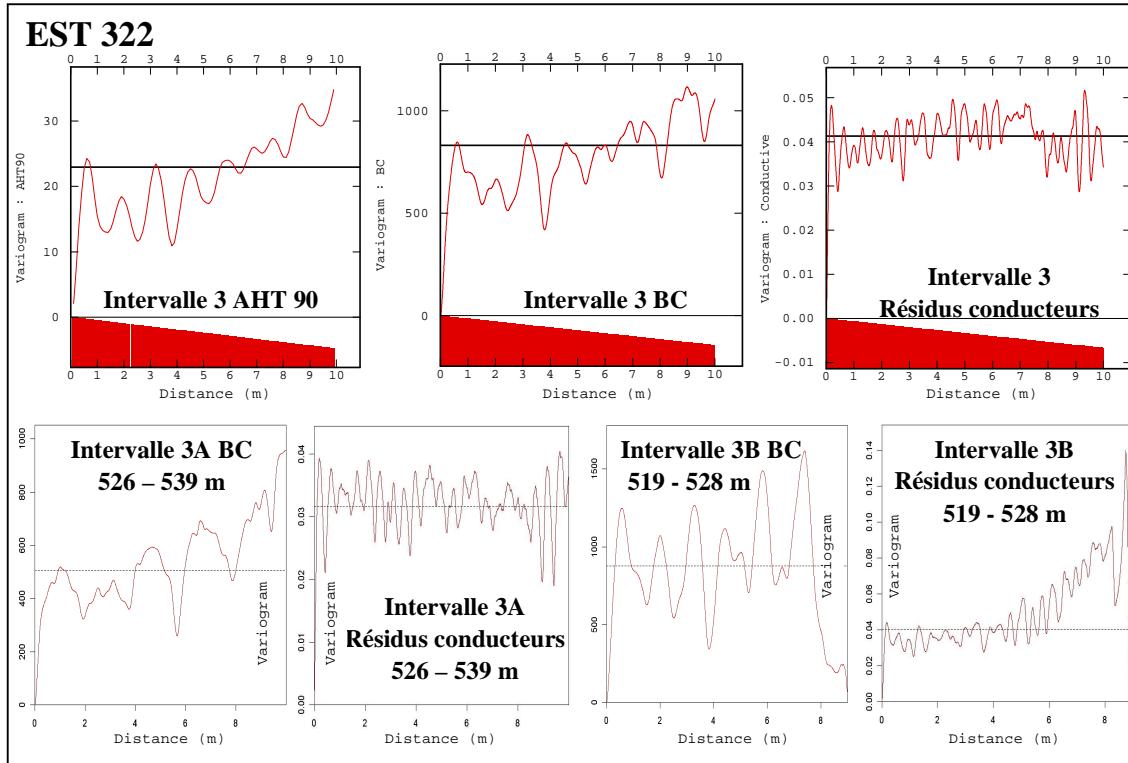 EST 322
0 1 2 3 4 5 6 7 8 9 10
30
20
10
0
Variogram : AHT90
Intervalle 3 AHT 90
0 1 2 3 4 5 6 7 8 9 10
Distance (m)
0 1 2 3 4 5 6 7 8 9 10
1000
500
0
Variogram : BC
Intervalle 3 BC
0 1 2 3 4 5 6 7 8 9 10
Distance (m)
0 1 2 3 4 5 6 7 8 9 10
0.05
0.04
0.03
0.02
0.01
0.00
-0.01
Variogram : Conductive
Intervalle 3
Résidus conducteurs
0 1 2 3 4 5 6 7 8 9 10
Distance (m)
Intervalle 3A BC
526 – 539 m
1000
800
600
400
200
0
Variogram
0 2 4 6 8
Distance (m)
0.04
0.03
0.02
0.01
0.00
Variogram
Intervalle 3A
Résidus conducteurs
526 – 539 m
0 2 4 6 8
Distance (m)
Intervalle 3B BC
519 - 528 m
1500
1000
500
0
Variogram
0 2 4 6 8
Distance (m)
Intervalle 3B
Résidus conducteurs
519 - 528 m
0.14
0.12
0.10
0.08
0.06
0.04
0.02
0.00
Variogram
0 2 4 6 8
Distance (m)